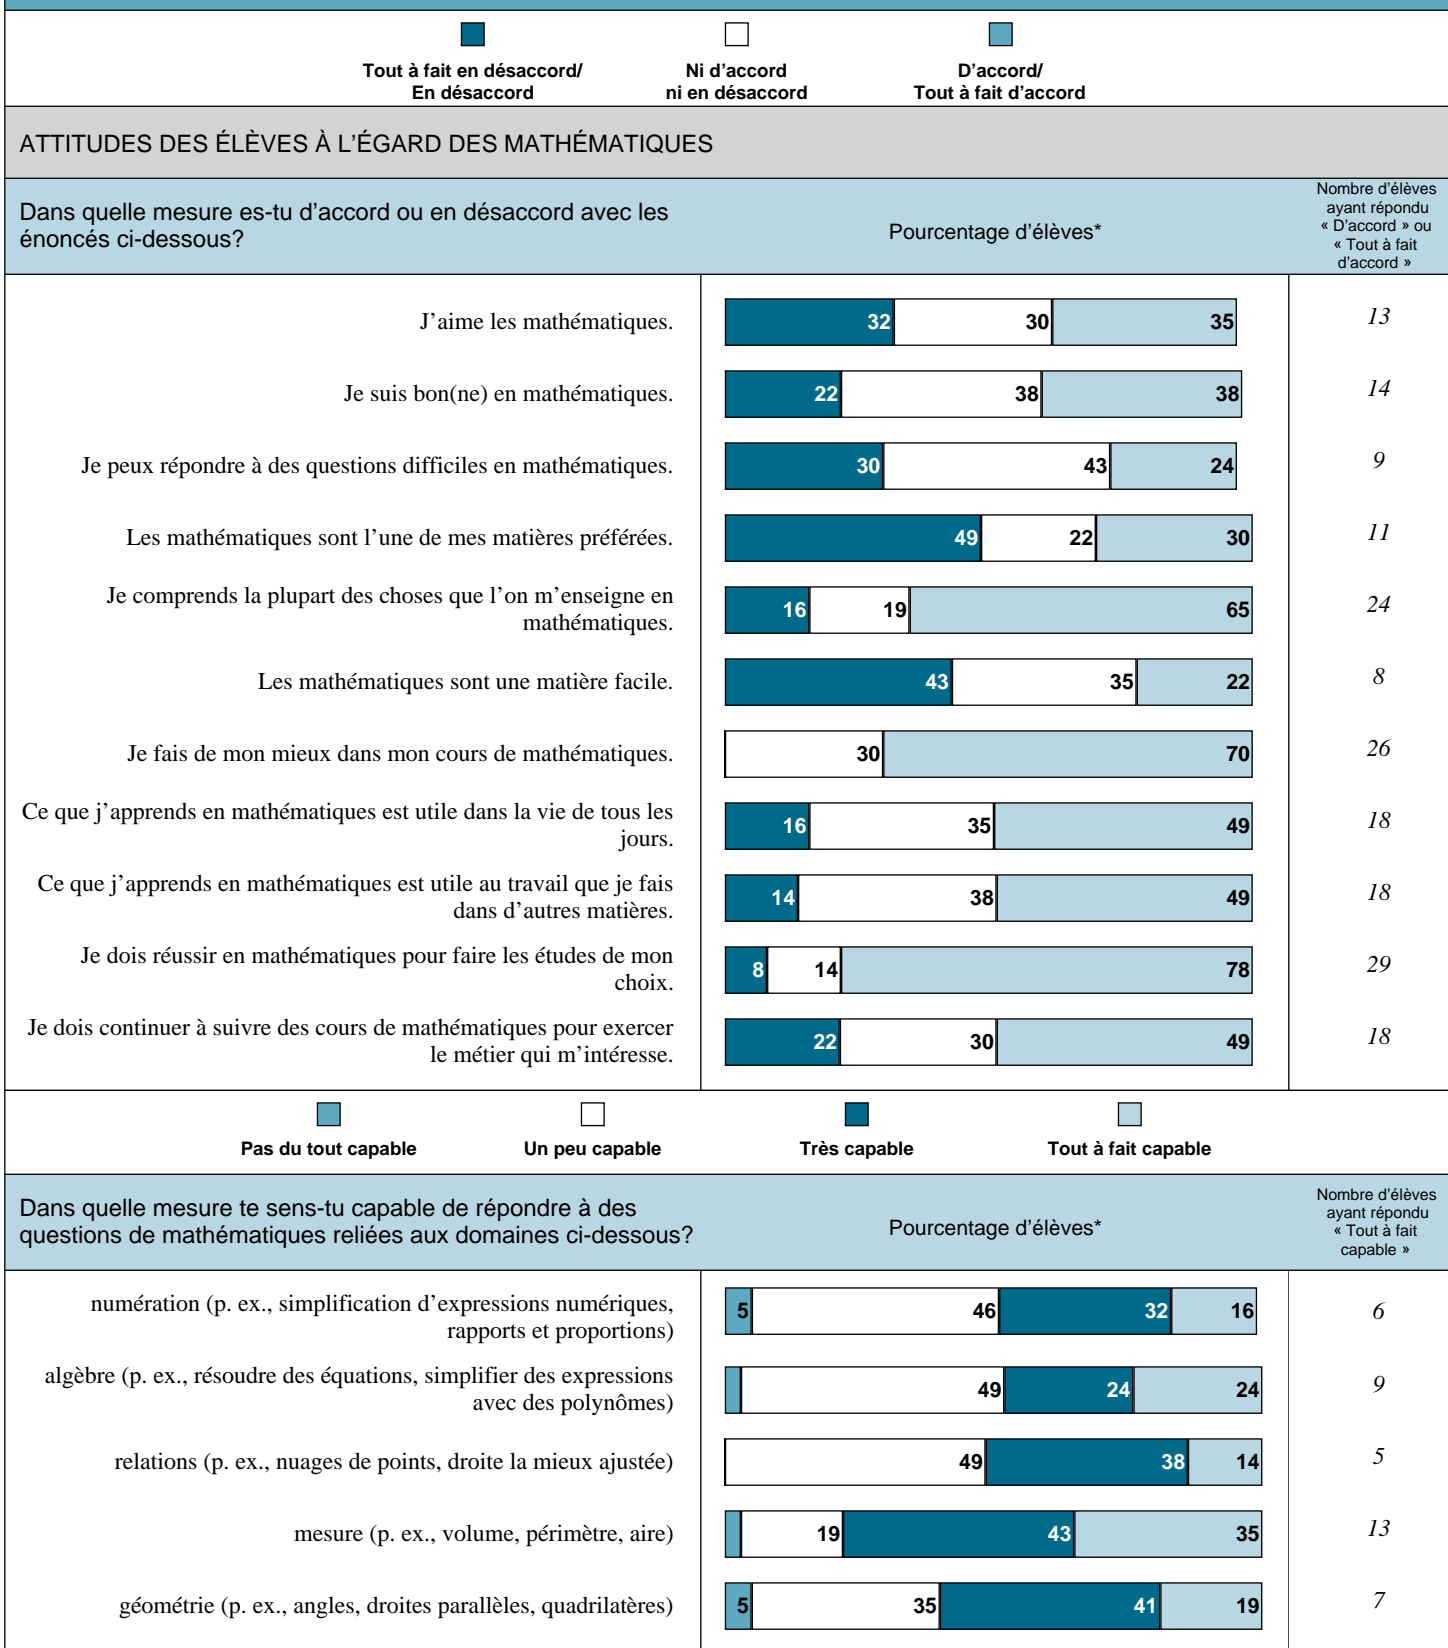 Tout à fait en désaccord/
En désaccord
Ni d’accord
ni en désaccord
D’accord/
Tout à fait d’accord
ATTITUDES DES ÉLÈVES À L’ÉGARD DES MATHÉMATIQUES
Dans quelle mesure es-tu d’accord ou en désaccord avec les
énoncés ci-dessous?
Pourcentage d’élèves*
Nombre d’élèves
ayant répondu
« D’accord » ou
« Tout à fait
d’accord »
J’aime les mathématiques.
32 30 35
13
Je suis bon(ne) en mathématiques.
22 38 38
14
Je peux répondre à des questions difficiles en mathématiques.
30 43 24
9
Les mathématiques sont l’une de mes matières préférées.
49 22 30
11
Je comprends la plupart des choses que l’on m’enseigne en
mathématiques.
16 19 65
24
Les mathématiques sont une matière facile.
43 35 22
8
Je fais de mon mieux dans mon cours de mathématiques.
30 70
26
Ce que j’apprends en mathématiques est utile dans la vie de tous les
jours.
16 35 49
18
Ce que j’apprends en mathématiques est utile au travail que je fais
dans d’autres matières.
14 38 49
18
Je dois réussir en mathématiques pour faire les études de mon
choix.
8 14 78
29
Je dois continuer à suivre des cours de mathématiques pour exercer
le métier qui m’intéresse.
22 30 49
18
Pas du tout capable
Un peu capable
Très capable
Tout à fait capable
Dans quelle mesure te sens-tu capable de répondre à des
questions de mathématiques reliées aux domaines ci-dessous?
Pourcentage d’élèves*
Nombre d’élèves
ayant répondu
« Tout à fait
capable »
numération (p. ex., simplification d’expressions numériques,
rapports et proportions)
5 46 32 16
6
algèbre (p. ex., résoudre des équations, simplifier des expressions
avec des polynômes)
49 24 24
9
relations (p. ex., nuages de points, droite la mieux ajustée)
49 38 14
5
mesure (p. ex., volume, périmètre, aire)
19 43 35
13
géométrie (p. ex., angles, droites parallèles, quadrilatères)
5 35 41 19
7